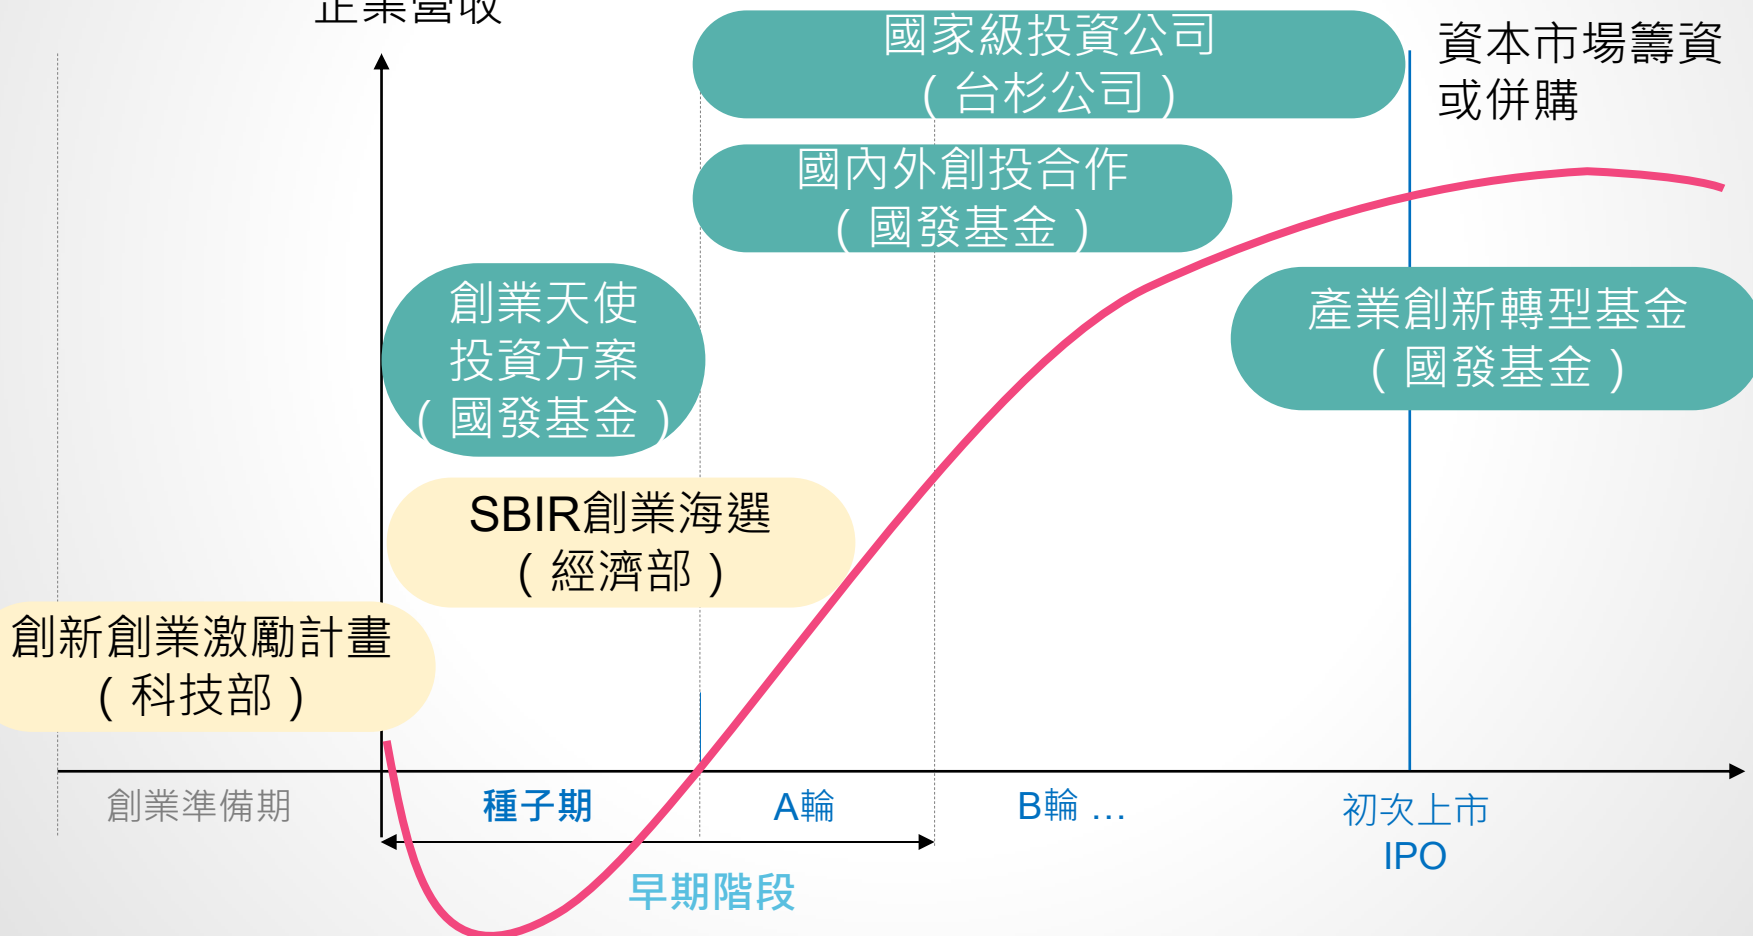 企業營收
國家級投資公司
(台杉公司)
資本市場籌資
或併購
國內外創投合作
(國發基金)
創業天使
投資方案
(國發基金)
產業創新轉型基金
(國發基金)
SBIR創業海選
(經濟部)
創新創業激勵計畫
(科技部)
創業準備期
種子期
A輪
B輪 ...
初次上市
IPO
早期階段